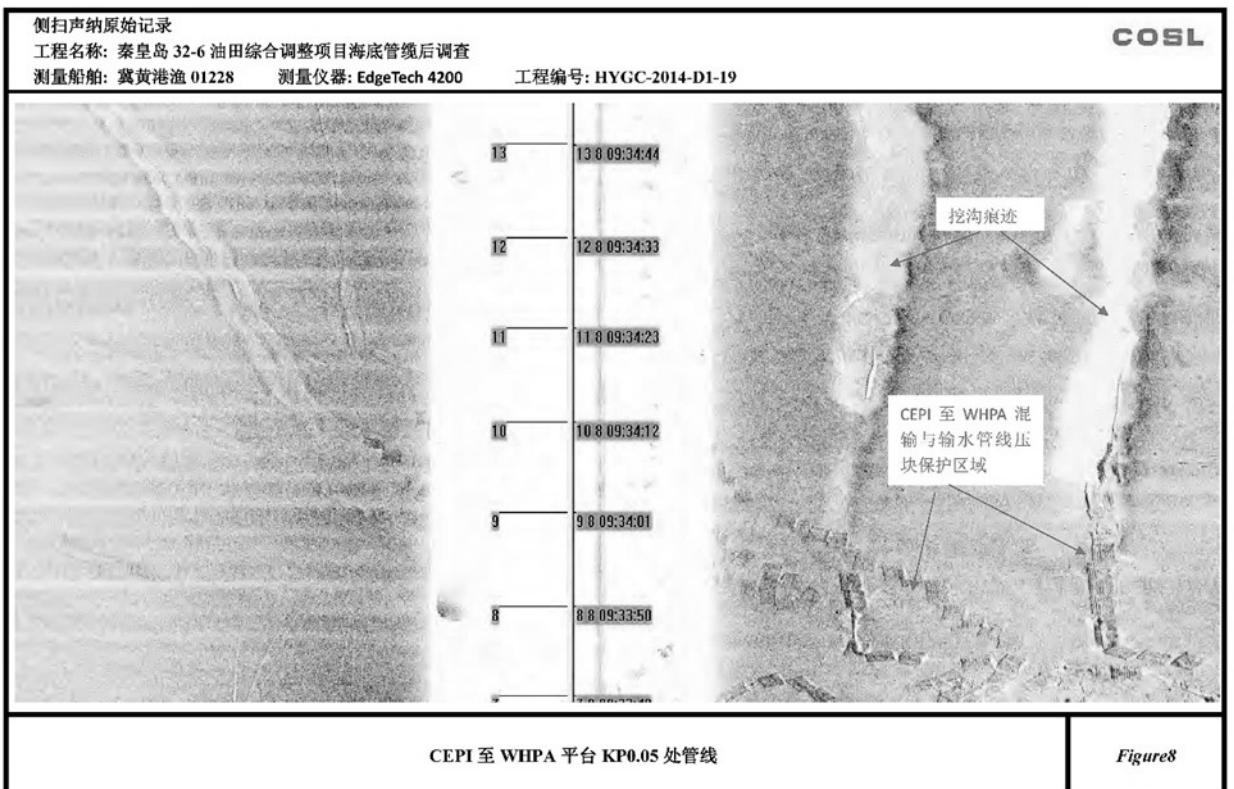 侧扫声纳原始记录
COSL
工程名称: 秦皇岛 32-6 油田综合调整项目海底管缆后调查
测量船舶: 冀黄港渔 01228 测量仪器: EdgeTech 4200 工程编号: HYGC-2014-D1-19
13 13 8 09:34:44
挖沟痕迹
12 12 8 09:34:33
11 11 8 09:34:23
CEPI 至 WHPA 混
输与输水管线压
块保护区域
10 10 8 09:34:12
9 9 8 09:34:01
8 8 8 09:33:50
CEPI 至 WHPA 平台 KP0.05 处管线
Figure8